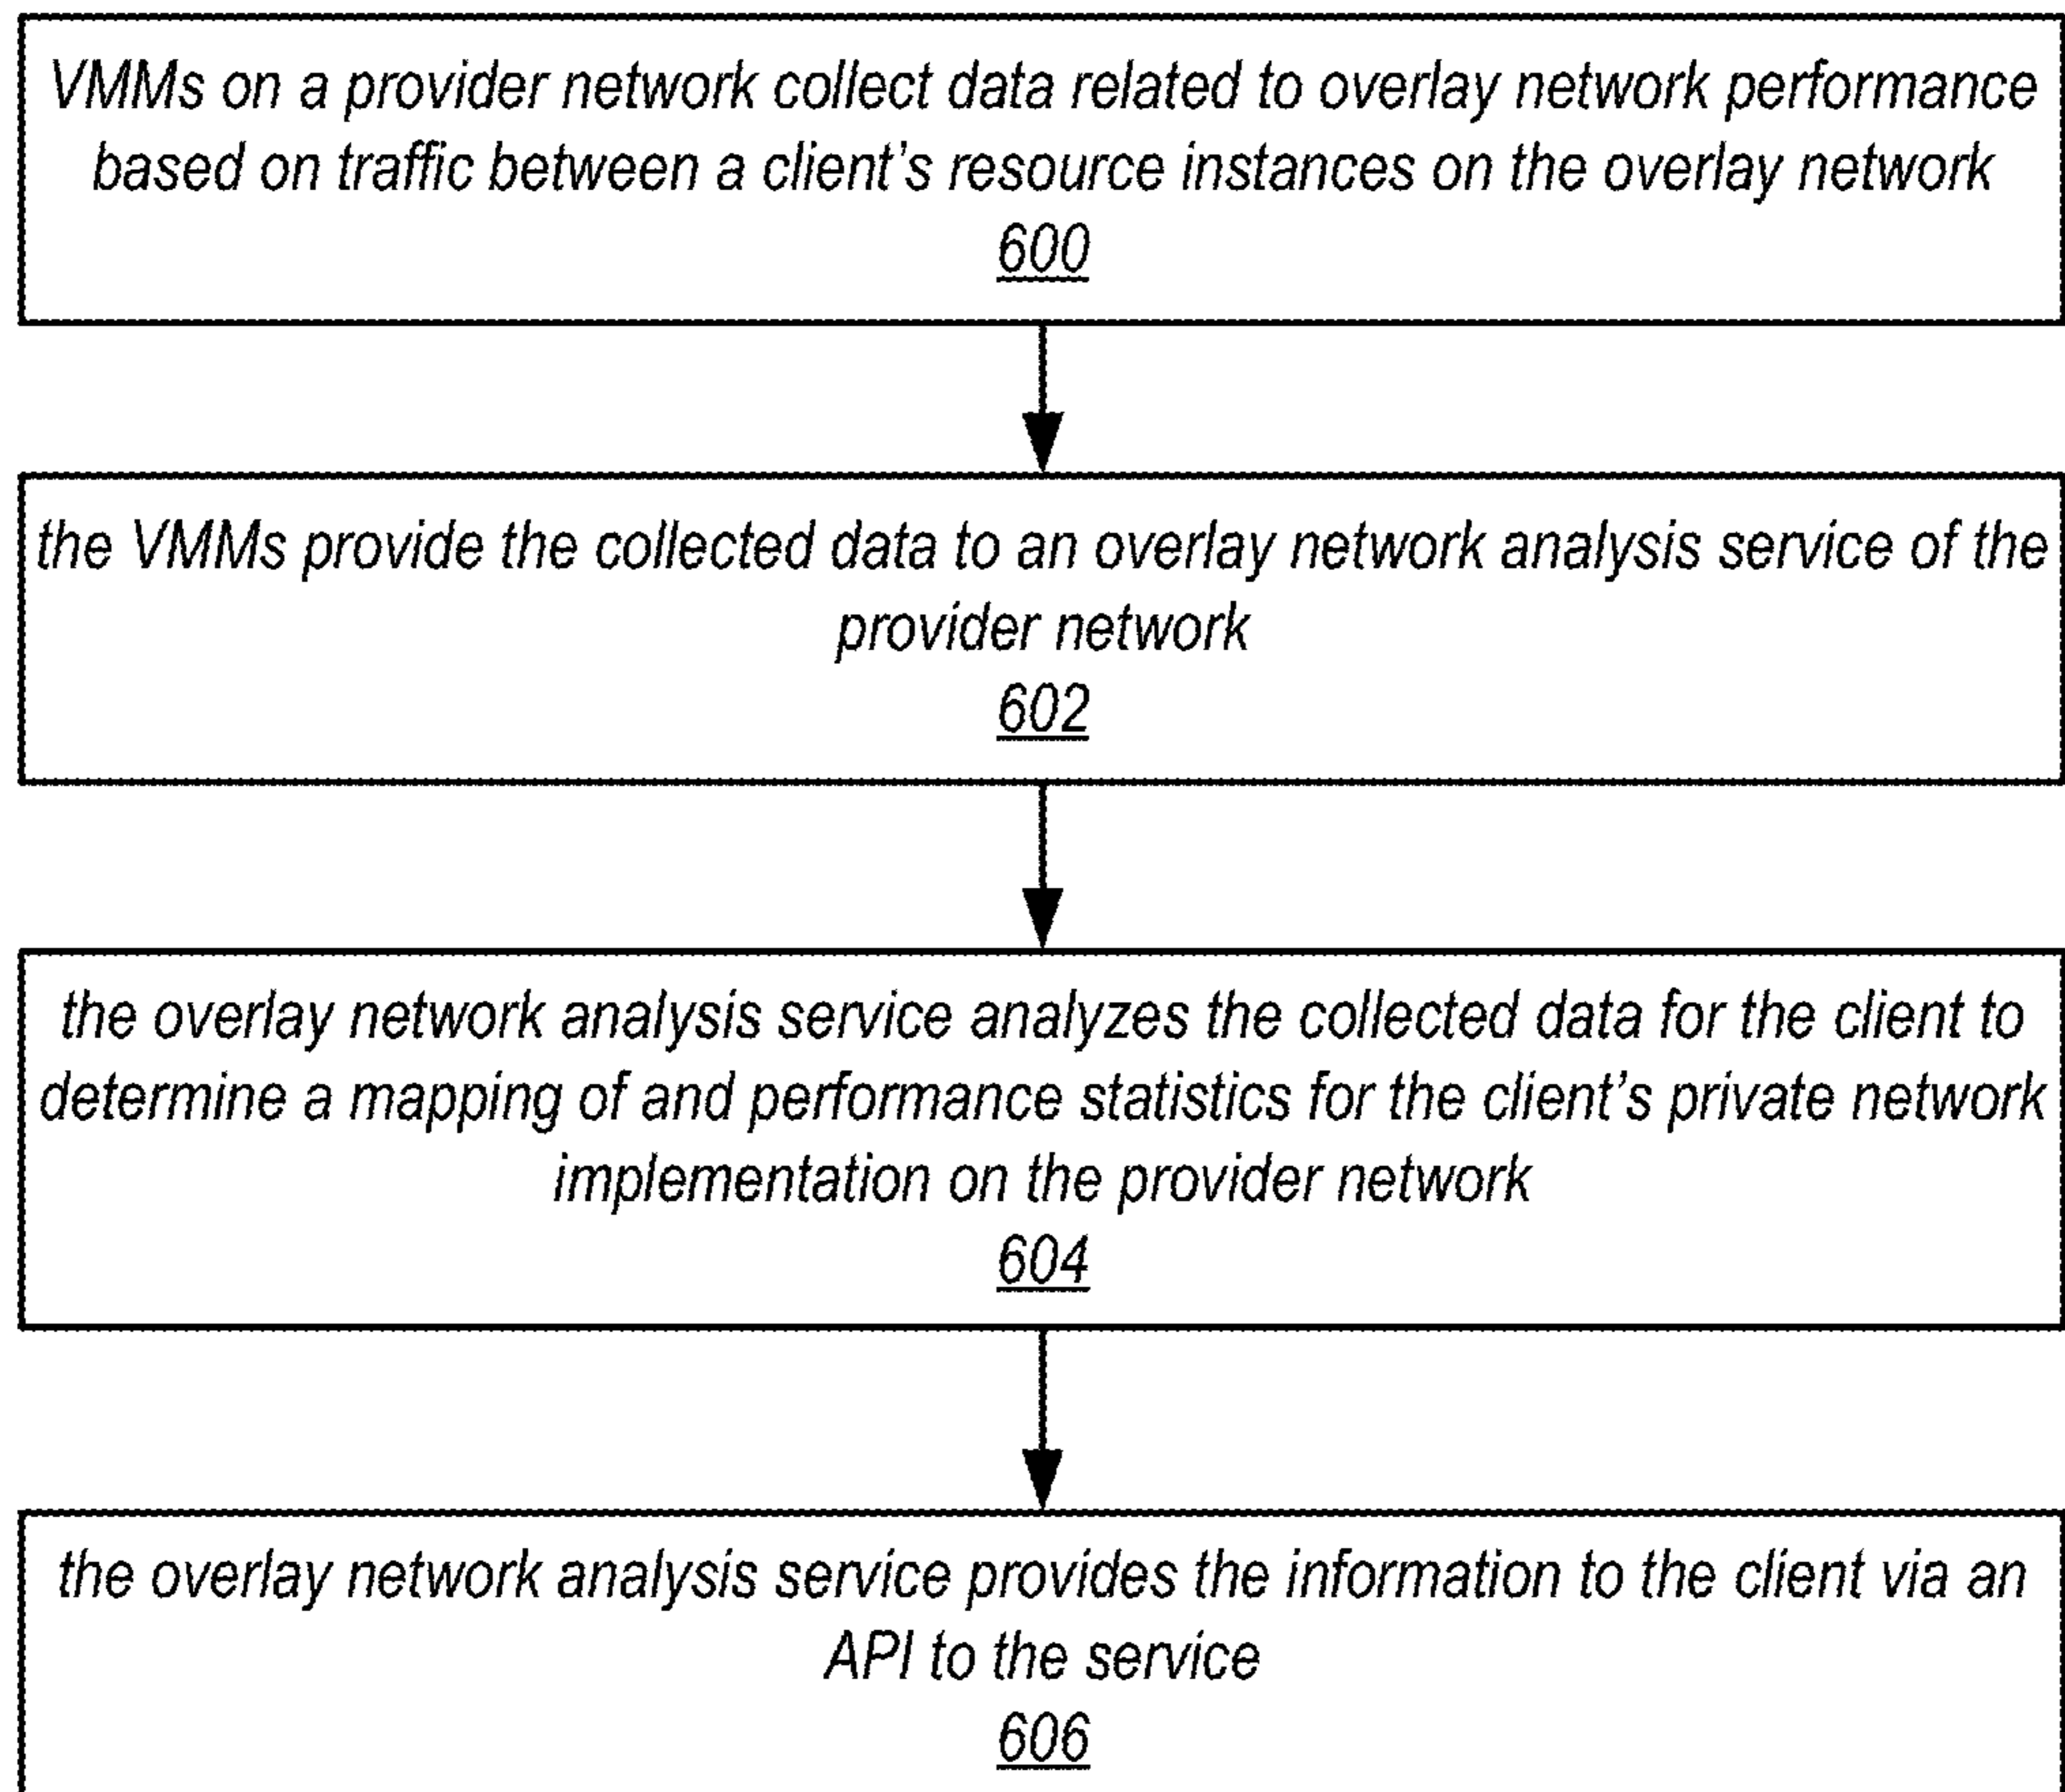 VMMs on a provider network collect data related to overlay network performance
based on traffic between a client's resource instances on the overlay network
600
the VMMs provide the collected data to an overlay network analysis service of the
provider network
602
the overlay network analysis service analyzes the collected data for the client to
determine a mapping of and performance statistics for the client's private network
implementation on the provider network
604
the overlay network analysis service provides the information to the client via an
API to the service
606